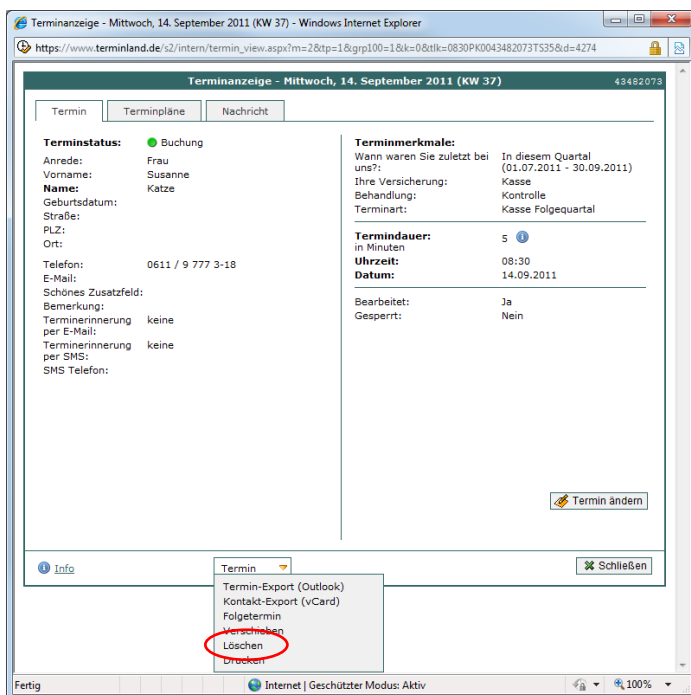 Terminanzeige - Mittwoch, 14. September 2011 (KW 37) - Windows Internet Explorer
https://www.terminland.de/s2/intern/termin_view.aspx?m=2&tp=1&grp100=1&k=0&tlk=0830PK0043482073TS35&d=4274
Terminanzeige - Mittwoch, 14. September 2011 (KW 37) 43482073
Termin Terminpläne Nachricht
Terminstatus: Buchung
Anrede: Frau
Vorname: Susanne
Name: Katze
Geburtsdatum:
Straße:
PLZ:
Ort:
Telefon: 0611 / 9 777 3-18
E-Mail:
Schönes Zusatzfeld:
Bemerkung:
Terminerinnerung keine
per E-Mail:
Terminerinnerung keine
per SMS:
SMS Telefon:
Terminmerkmale:
Wann waren Sie zuletzt bei In diesem Quartal
uns?: (01.07.2011 - 30.09.2011)
Ihre Versicherung: Kasse
Behandlung: Kontrolle
Terminart: Kasse Folgequartal
Termindauer: 5
in Minuten
Uhrzeit: 08:30
Datum: 14.09.2011
Bearbeitet: Ja
Gesperrt: Nein
Termin ändern
Info Termin Schließen
Termin-Export (Outlook)
Kontakt-Export (vCard)
Folgetermin
Verschieben
Löschen
Drucken
Fertig Internet | Geschützter Modus: Aktiv 100%